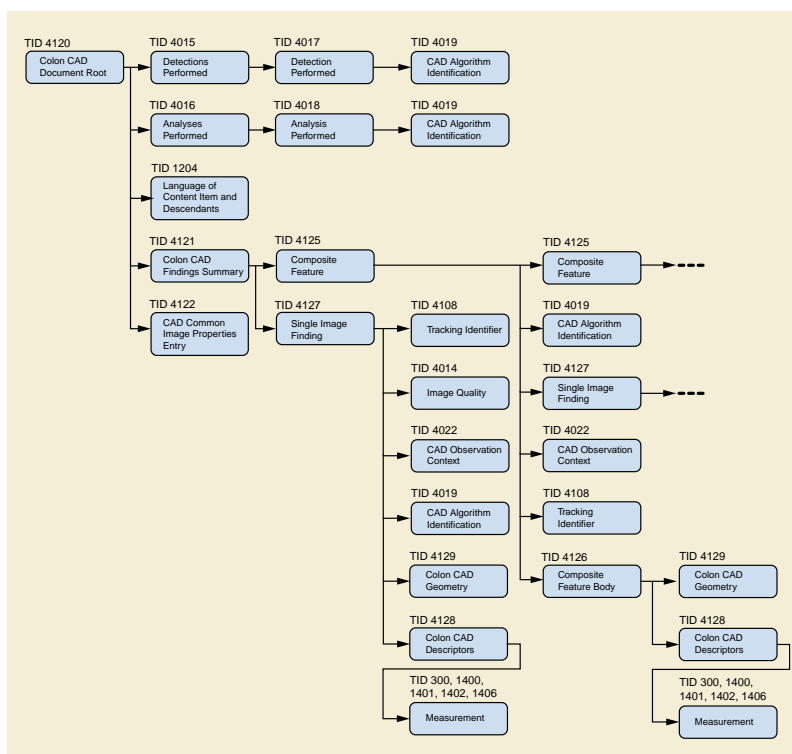 TID 4120
Colon CAD
Document Root
TID 4015
Detections
Performed
TID 4017
Detection
Performed
TID 4019
CAD Algorithm
Identification
TID 4016
Analyses
Performed
TID 4018
Analysis
Performed
TID 4019
CAD Algorithm
Identification
TID 1204
Language of
Content Item and
Descendants
TID 4121
Colon CAD
Findings Summary
TID 4125
Composite
Feature
TID 4125
Composite
Feature
TID 4122
CAD Common
Image Properties
Entry
TID 4127
Single Image
Finding
TID 4108
Tracking Identifier
TID 4019
CAD Algorithm
Identification
TID 4014
Image Quality
TID 4127
Single Image
Finding
TID 4022
CAD Observation
Context
TID 4022
CAD Observation
Context
TID 4019
CAD Algorithm
Identification
TID 4108
Tracking
Identifier
TID 4129
Colon CAD
Geometry
TID 4126
Composite
Feature Body
TID 4129
Colon CAD
Geometry
TID 4128
Colon CAD
Descriptors
TID 4128
Colon CAD
Descriptors
TID 300, 1400,
1401, 1402, 1406
Measurement
TID 300, 1400,
1401, 1402, 1406
Measurement